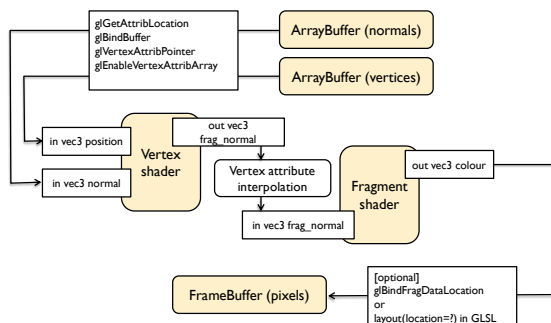 glGetAttribLocation
glBindBuffer
glVertexAttribPointer
glEnableVertexAttribArray
ArrayBuffer (normals)
ArrayBuffer (vertices)
in vec3 position
in vec3 normal
Vertex
shader
out vec3
frag_normal
Vertex attribute
interpolation
in vec3 frag_normal
Fragment
shader
out vec3 colour
FrameBuffer (pixels)
[optional]
glBindFragDataLocation
or
layout(location=?) in GLSL